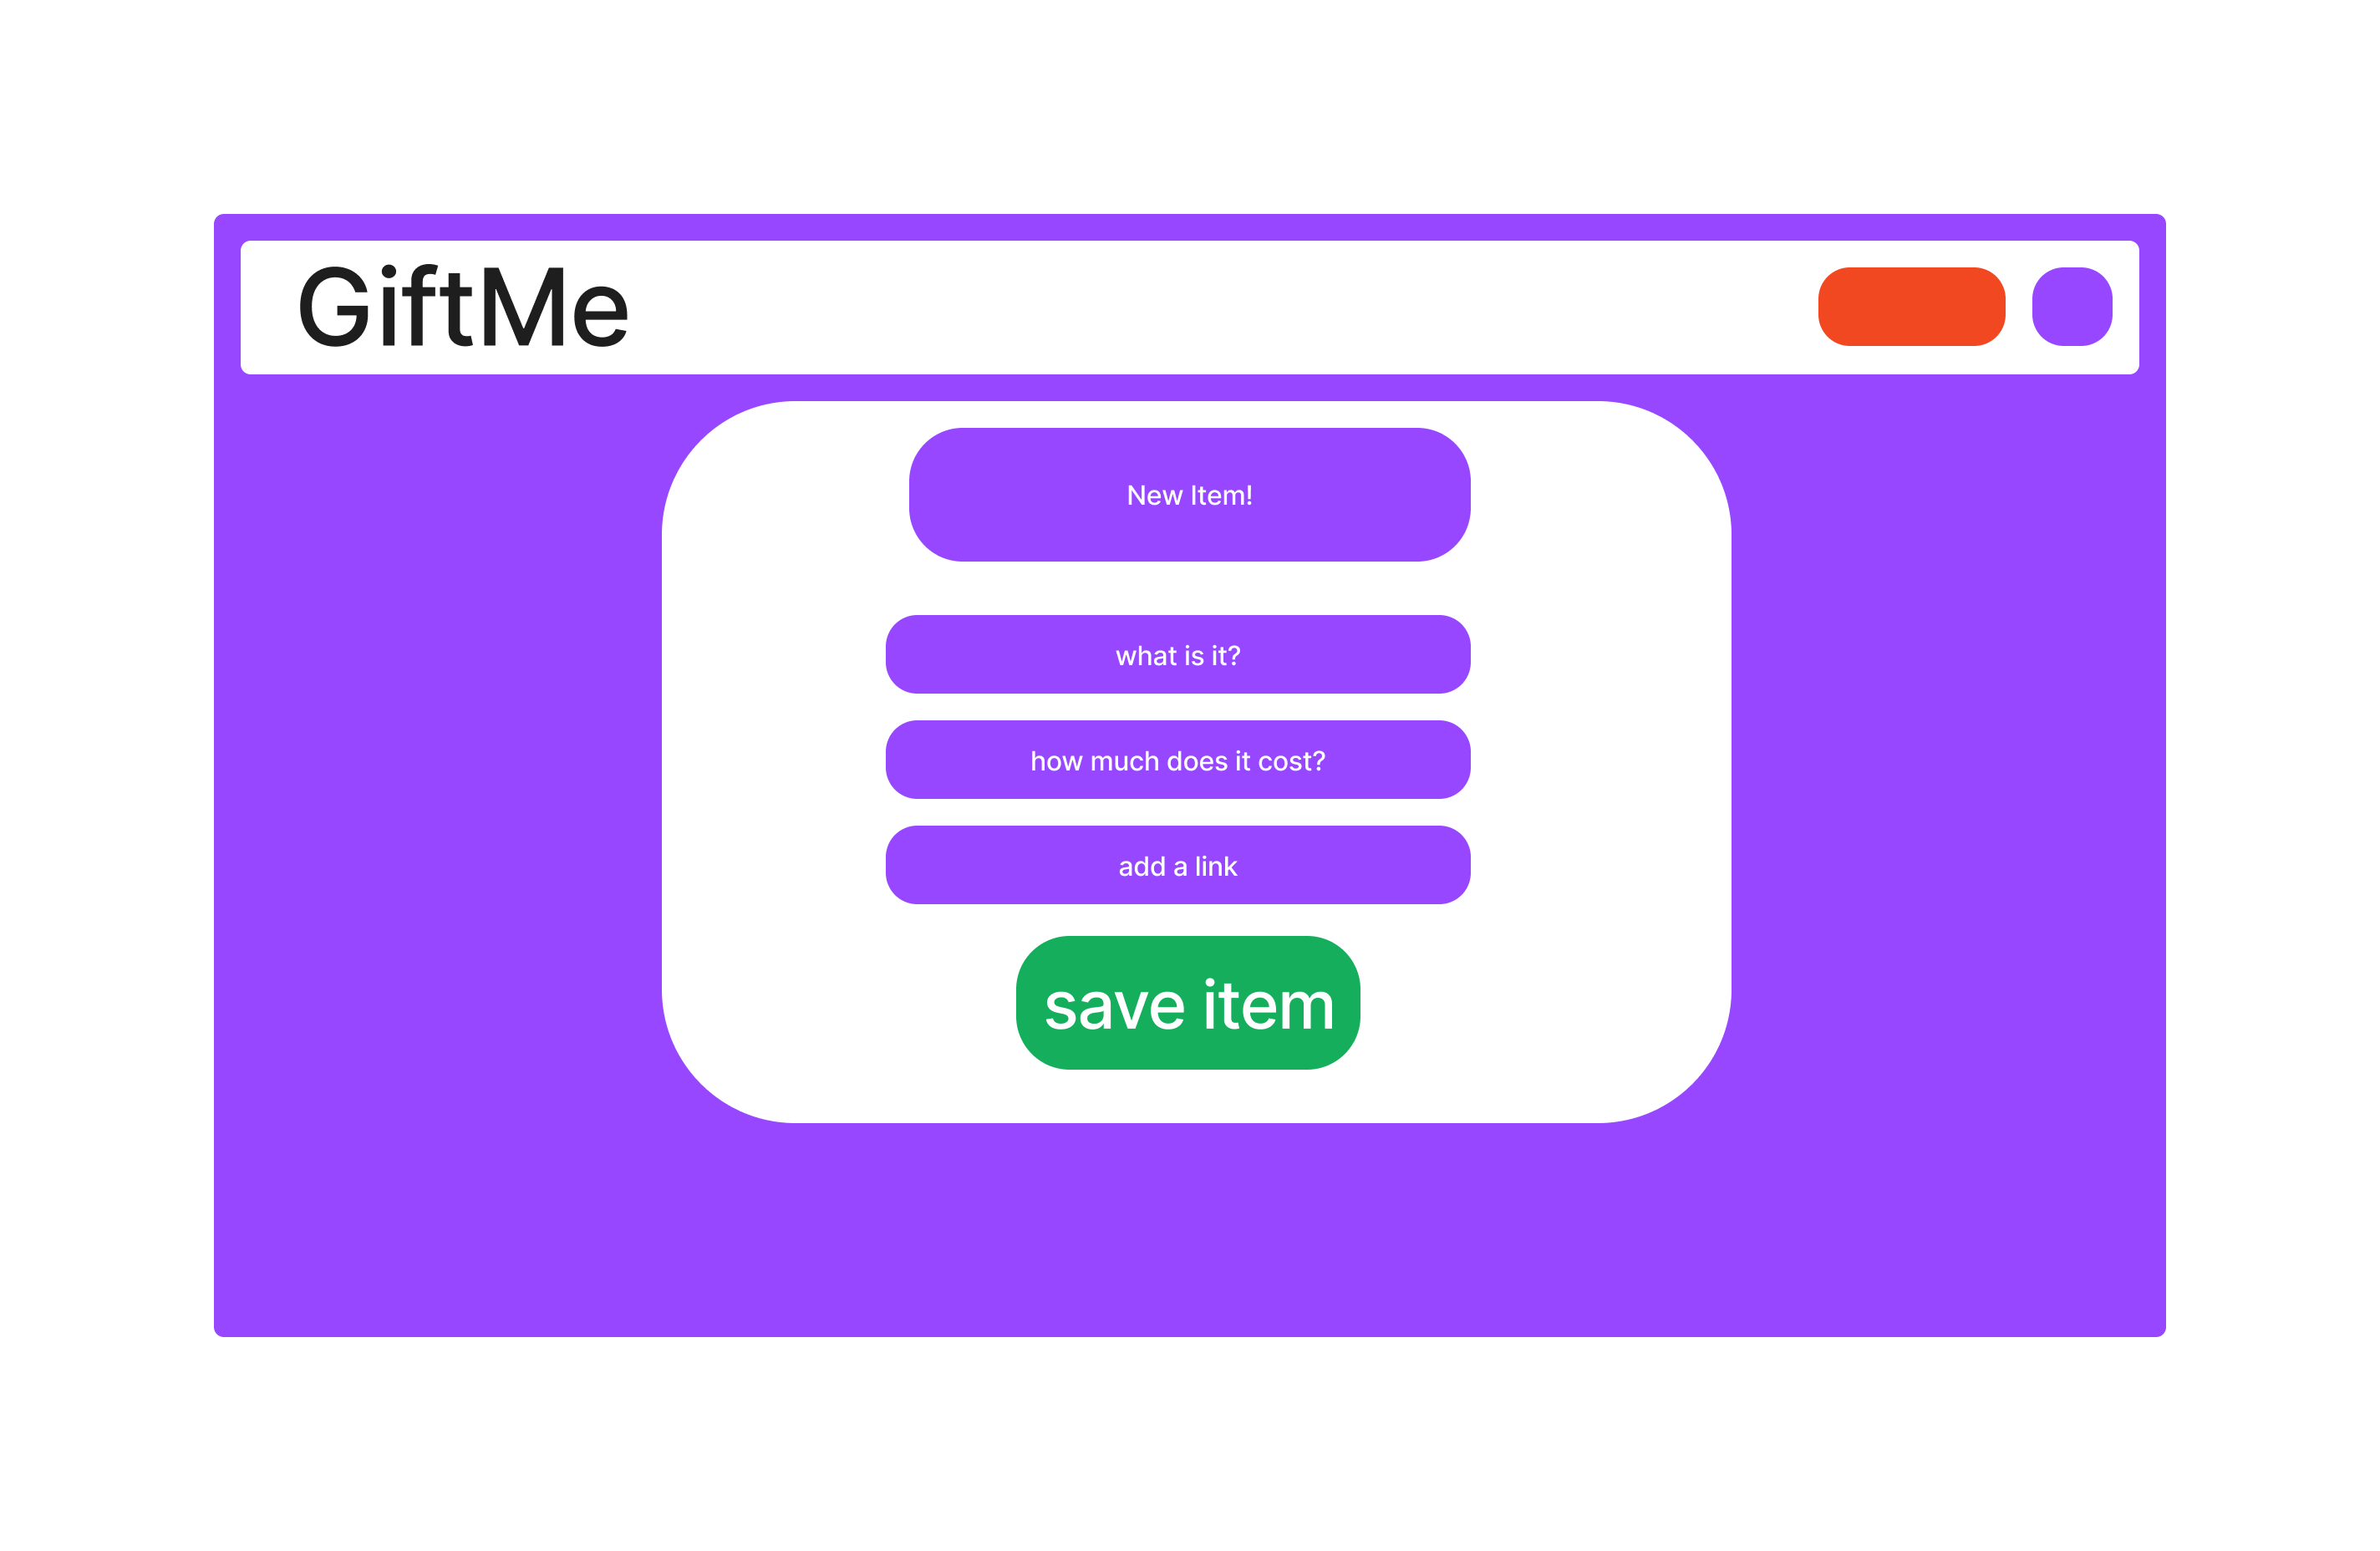 GiftMe
New Item!
what is it?
how much does it cost?
add a link
save item